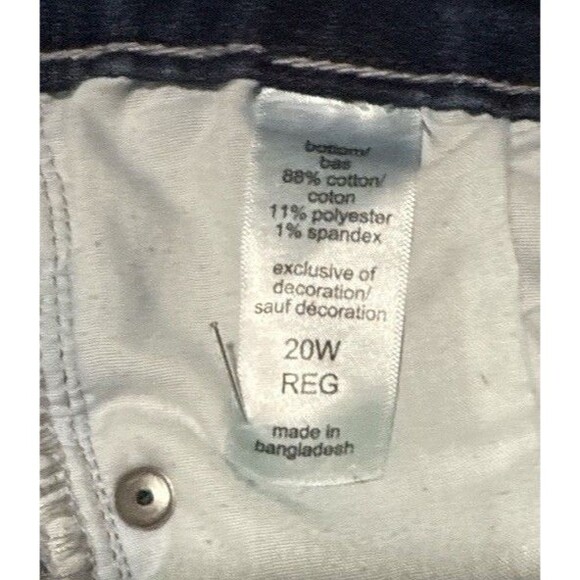 bottom/
bas
88% cotton/
coton
11% polyester
1% spandex
exclusive of
decoration/
sauf décoration
20W
REG
made in
bangladesh